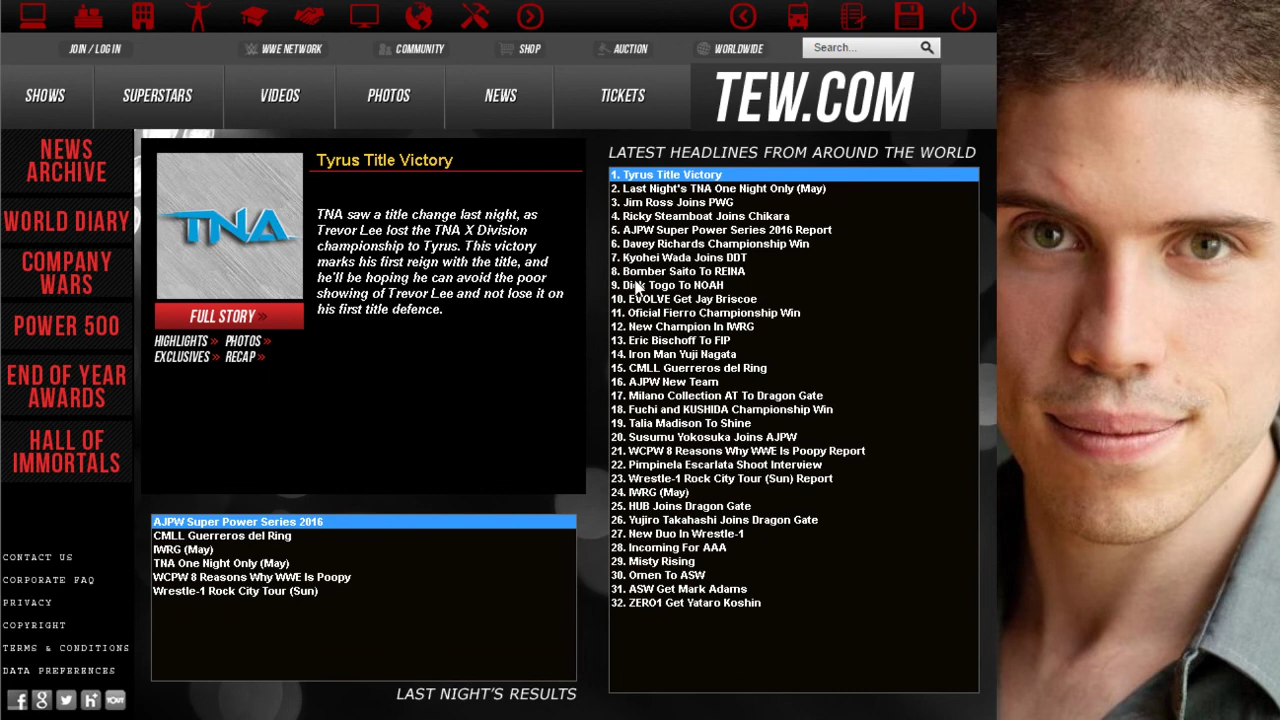 JOIN / LOG IN
WWE NETWORK
COMMUNITY
SHOP
AUCTION
WORLDWIDE
Search...
SHOWS
SUPERSTARS
VIDEOS
PHOTOS
NEWS
TICKETS
TEW.COM
NEWS
ARCHIVE
WORLD DIARY
COMPANY
WARS
POWER 500
END OF YEAR
AWARDS
HALL OF
IMMORTALS
CONTACT US
CORPORATE FAQ
PRIVACY
COPYRIGHT
TERMS & CONDITIONS
DATA PREFERENCES
TNA
FULL STORY »
HIGHLIGHTS » PHOTOS »
EXCLUSIVES » RECAP »
Tyrus Title Victory
TNA saw a title change last night, as
Trevor Lee lost the TNA X Division
championship to Tyrus. This victory
marks his first reign with the title, and
he'll be hoping he can avoid the poor
showing of Trevor Lee and not lose it on
his first title defence.
AJPW Super Power Series 2016
CMLL Guerreros del Ring
IWRG (May)
TNA One Night Only (May)
WCPW 8 Reasons Why WWE Is Poopy
Wrestle-1 Rock City Tour (Sun)
LAST NIGHT'S RESULTS
LATEST HEADLINES FROM AROUND THE WORLD
1. Tyrus Title Victory
2. Last Night's TNA One Night Only (May)
3. Jim Ross Joins PWG
4. Ricky Steamboat Joins Chikara
5. AJPW Super Power Series 2016 Report
6. Davey Richards Championship Win
7. Kyohei Wada Joins DDT
8. Bomber Saito To REINA
9. Dick Togo To NOAH
10. EVOLVE Get Jay Briscoe
11. Oficial Fierro Championship Win
12. New Champion In IWRG
13. Eric Bischoff To FIP
14. Iron Man Yuji Nagata
15. CMLL Guerreros del Ring
16. AJPW New Team
17. Milano Collection AT To Dragon Gate
18. Fuchi and KUSHIDA Championship Win
19. Talia Madison To Shine
20. Susumu Yokosuka Joins AJPW
21. WCPW 8 Reasons Why WWE Is Poopy Report
22. Pimpinela Escarlata Shoot Interview
23. Wrestle-1 Rock City Tour (Sun) Report
24. IWRG (May)
25. HUB Joins Dragon Gate
26. Yujiro Takahashi Joins Dragon Gate
27. New Duo In Wrestle-1
28. Incoming For AAA
29. Misty Rising
30. Omen To ASW
31. ASW Get Mark Adams
32. ZERO1 Get Yataro Koshin